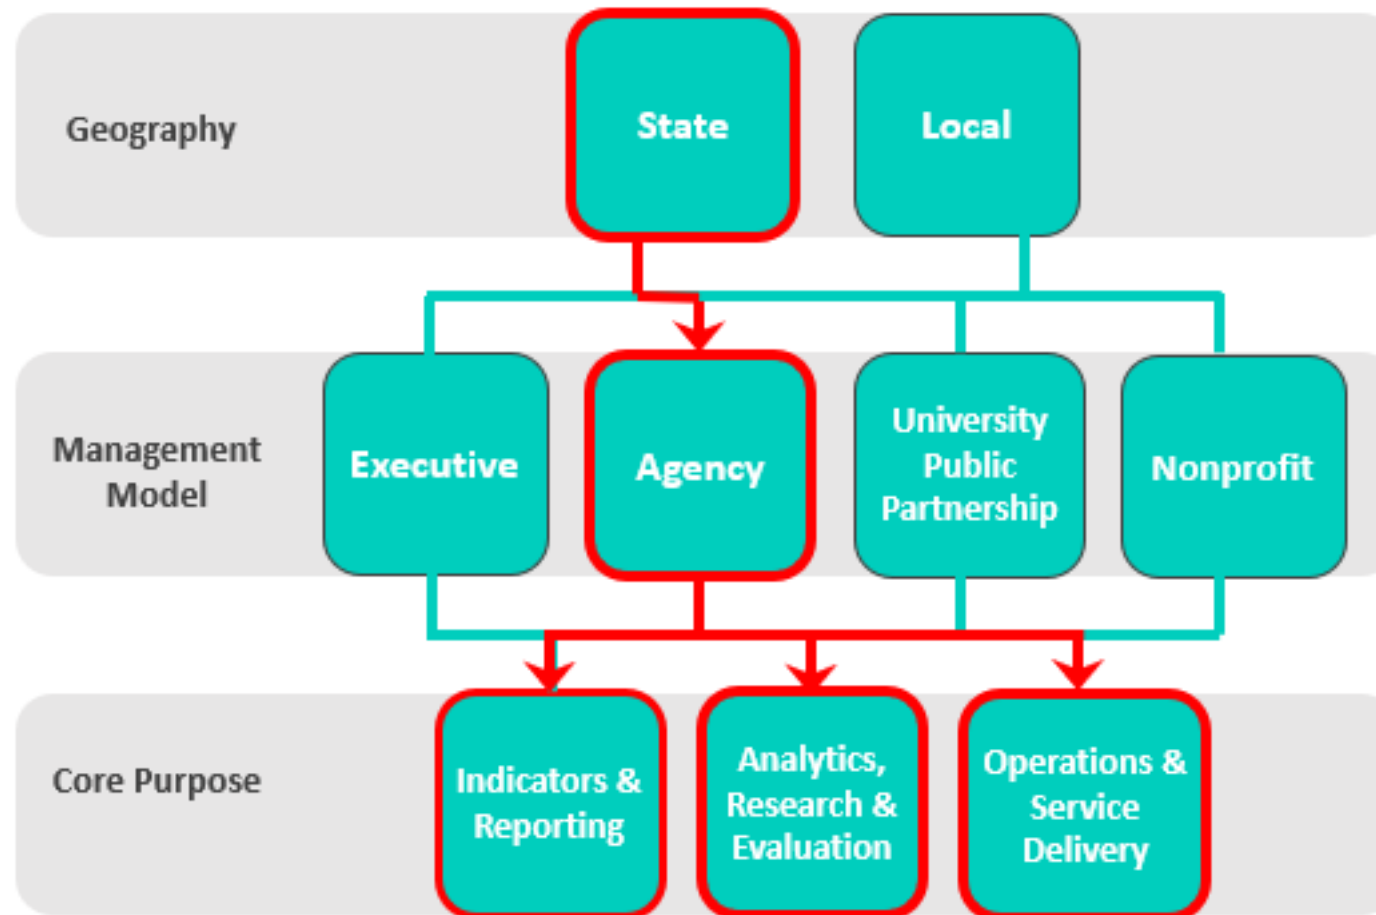 Geography
State
Local
Management
Model
Executive
Agency
University
Public
Partnership
Nonprofit
Core Purpose
Indicators &
Reporting
Analytics,
Research &
Evaluation
Operations &
Service
Delivery